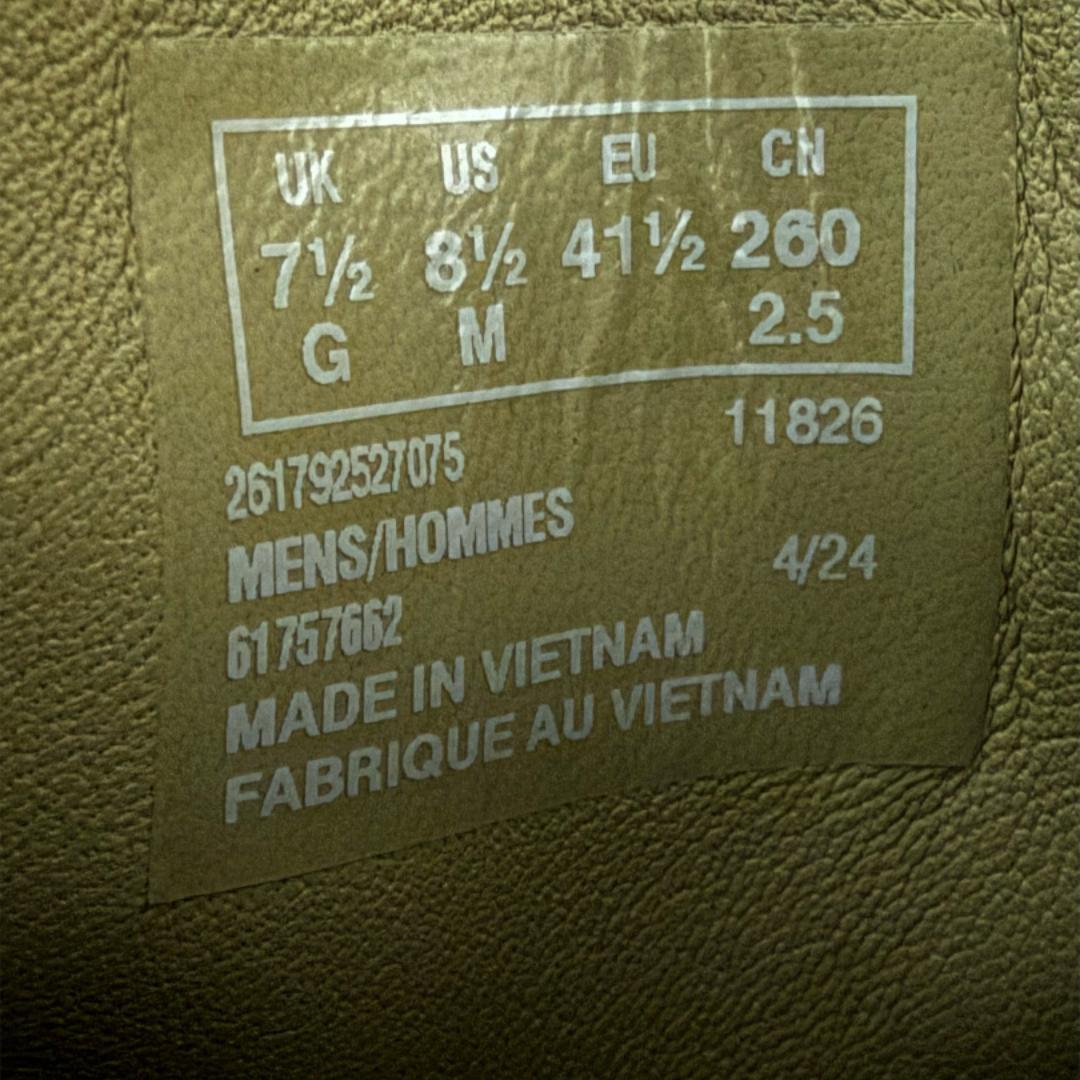 UK US EU CN
7½ 8½ 41½ 260
G M 2.5
11826
261792527075
MENS/HOMMES
4/24
61757662
MADE IN VIETNAM
FABRIQUE AU VIETNAM